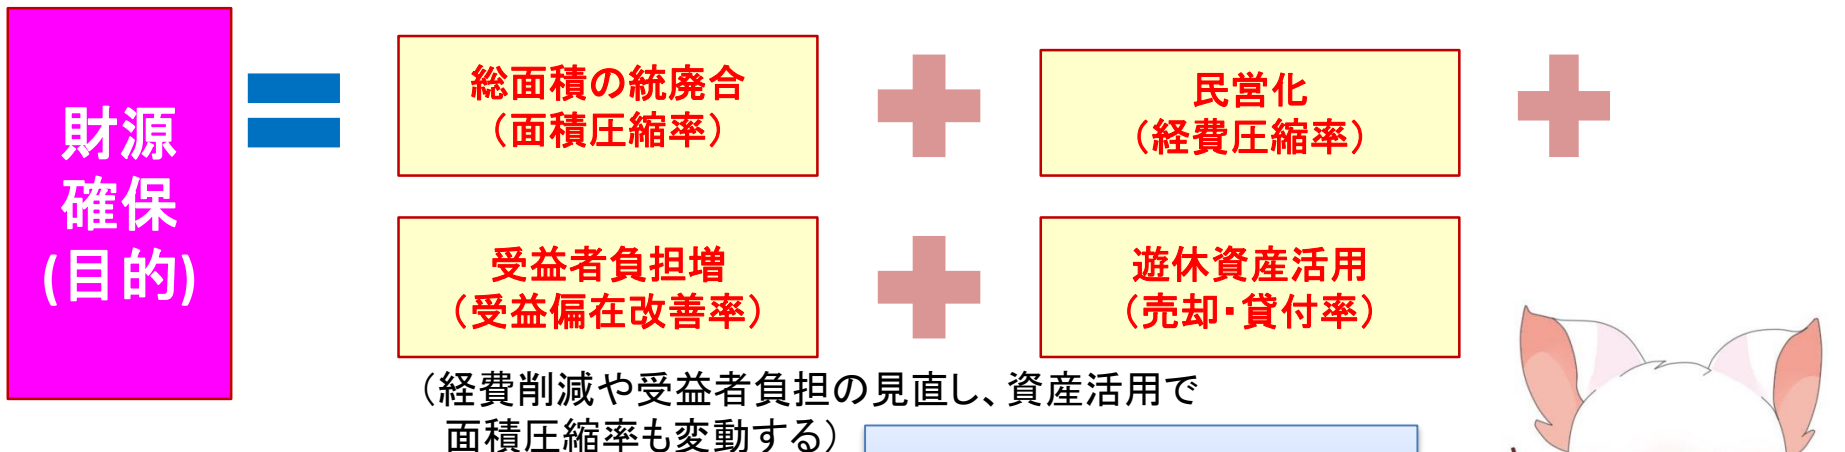 財源
確保
(目的)
総面積の統廃合
（面積圧縮率）
民営化
（経費圧縮率）
受益者負担増
（受益偏在改善率）
遊休資産活用
（売却・貸付率）
（経費削減や受益者負担の見直し、資産活用で
面積圧縮率も変動する）